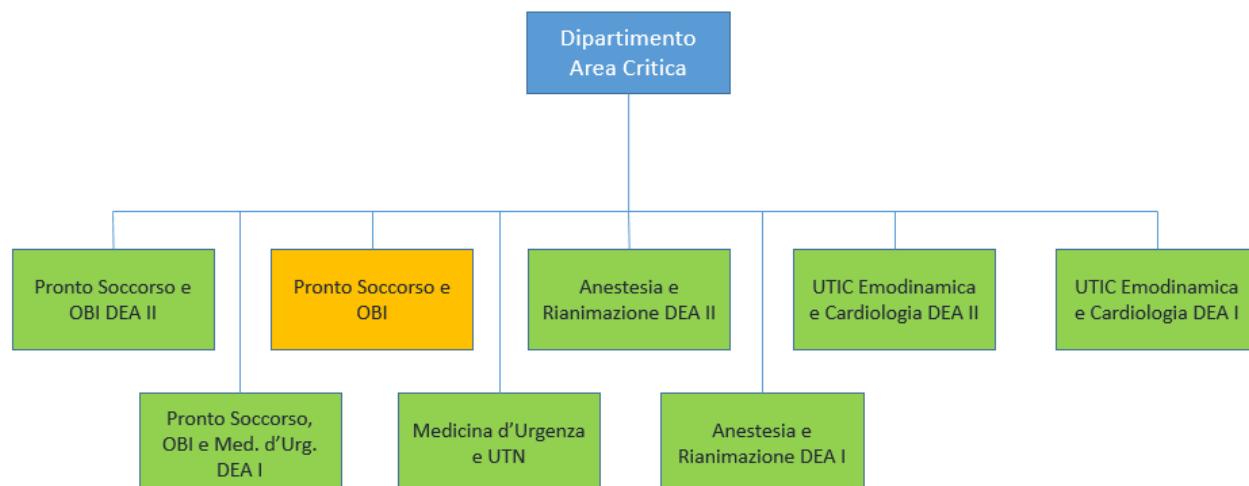 Dipartimento
Area Critica
Pronto Soccorso e
OBI DEA II
Pronto Soccorso e
OBI
Anestesia e
Rianimazione DEA II
UTIC Emodinamica
e Cardiologia DEA II
UTIC Emodinamica
e Cardiologia DEA I
Pronto Soccorso,
OBI e Med. d’Urg.
DEA I
Medicina d’Urgenza
e UTN
Anestesia e
Rianimazione DEA I